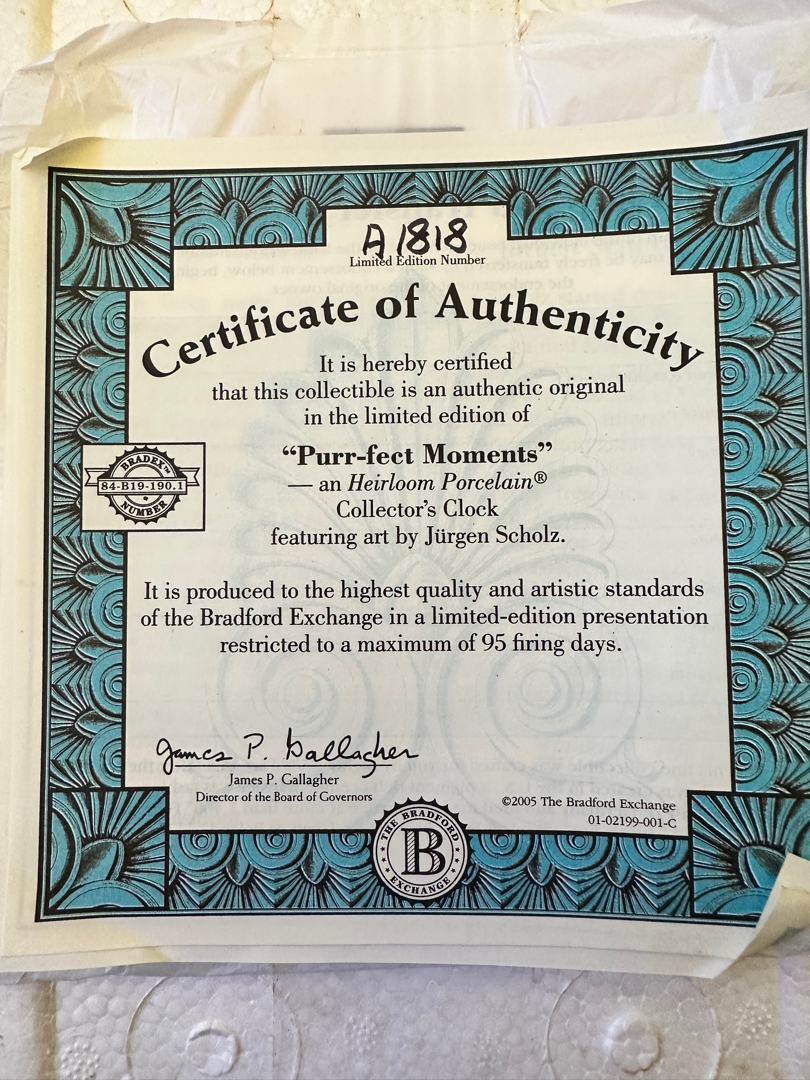 A1818
Limited Edition Number
Certificate of Authenticity
It is hereby certified
that this collectible is an authentic original
in the limited edition of
“Purr-fect Moments”
— an Heirloom Porcelain®
Collector’s Clock
featuring art by Jürgen Scholz.
BRADEX™
84-B19-190.1
NUMBER
It is produced to the highest quality and artistic standards
of the Bradford Exchange in a limited-edition presentation
restricted to a maximum of 95 firing days.
James P. Gallagher
James P. Gallagher
Director of the Board of Governors
©2005 The Bradford Exchange
01-02199-001-C
THE BRADFORD
B
EXCHANGE